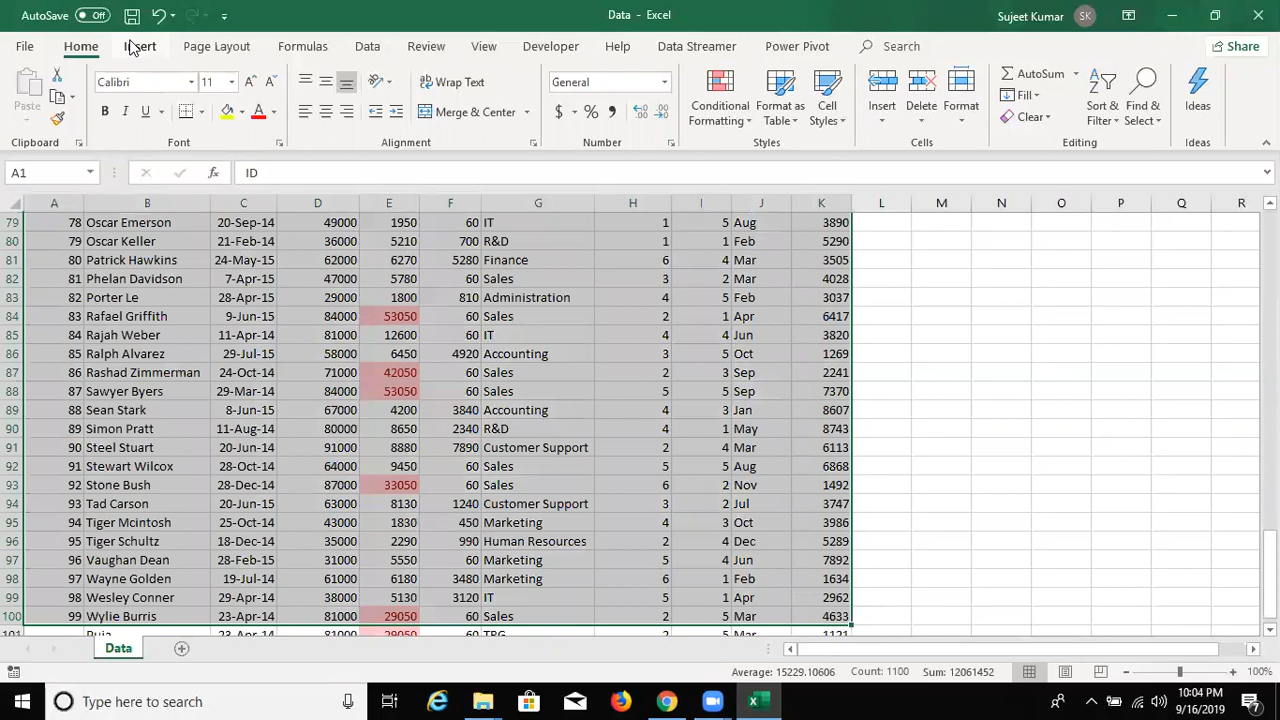 AutoSave Off Data - Excel Sujeet Kumar SK
File Home Insert Page Layout Formulas Data Review View Developer Help Data Streamer Power Pivot Search Share
Paste Calibri 11 Wrap Text General Conditional Formatting Format as Table Cell Styles Insert Delete Format AutoSum Sort & Filter Find & Select Ideas
B I U Merge & Center $ % Fill Clear
Clipboard Font Alignment Number Styles Cells Editing Ideas
A1 fx ID
A B C D E F G H I J K L M N O P Q R
79 78 Oscar Emerson 20-Sep-14 49000 1950 60 IT 1 5 Aug 3890
80 79 Oscar Keller 21-Feb-14 36000 5210 700 R&D 1 1 Feb 5290
81 80 Patrick Hawkins 24-May-15 62000 6270 5280 Finance 6 4 Mar 3505
82 81 Phelan Davidson 7-Apr-15 47000 5780 60 Sales 3 2 Mar 4028
83 82 Porter Le 28-Apr-15 29000 1800 810 Administration 4 5 Feb 3037
84 83 Rafael Griffith 9-Jun-15 84000 53050 60 Sales 2 1 Apr 6417
85 84 Rajah Weber 11-Apr-14 81000 12600 60 IT 4 4 Jun 3820
86 85 Ralph Alvarez 29-Jul-15 58000 6450 4920 Accounting 3 5 Oct 1269
87 86 Rashad Zimmerman 24-Oct-14 71000 42050 60 Sales 2 3 Sep 2241
88 87 Sawyer Byers 29-Mar-14 84000 53050 60 Sales 5 5 Sep 7370
89 88 Sean Stark 8-Jun-15 67000 4200 3840 Accounting 4 3 Jan 8607
90 89 Simon Pratt 11-Aug-14 80000 8650 2340 R&D 4 1 May 8743
91 90 Steel Stuart 20-Jun-14 91000 8880 7890 Customer Support 2 4 Mar 6113
92 91 Stewart Wilcox 28-Oct-14 64000 9450 60 Sales 5 5 Aug 6868
93 92 Stone Bush 28-Dec-14 87000 33050 60 Sales 6 2 Nov 1492
94 93 Tad Carson 20-Jun-15 63000 8130 1240 Customer Support 3 2 Jul 3747
95 94 Tiger Mcintosh 25-Oct-14 43000 1830 450 Marketing 4 3 Oct 3986
96 95 Tiger Schultz 18-Dec-14 35000 2290 990 Human Resources 2 4 Dec 5289
97 96 Vaughan Dean 28-Feb-15 31000 5550 60 Marketing 5 4 Jun 7892
98 97 Wayne Golden 19-Jul-14 61000 6180 3480 Marketing 6 1 Feb 1634
99 98 Wesley Conner 29-Apr-14 38000 5130 3120 IT 5 1 Apr 2962
100 99 Wylie Burris 23-Apr-14 81000 29050 60 Sales 2 5 Mar 4633
101 Puja 23-Apr-14 81000 29050 60 TRG 2 5 Mar 1121
Data
Average: 15229.10606 Count: 1100 Sum: 12061452 100%
Type here to search 10:04 PM
9/16/2019 7